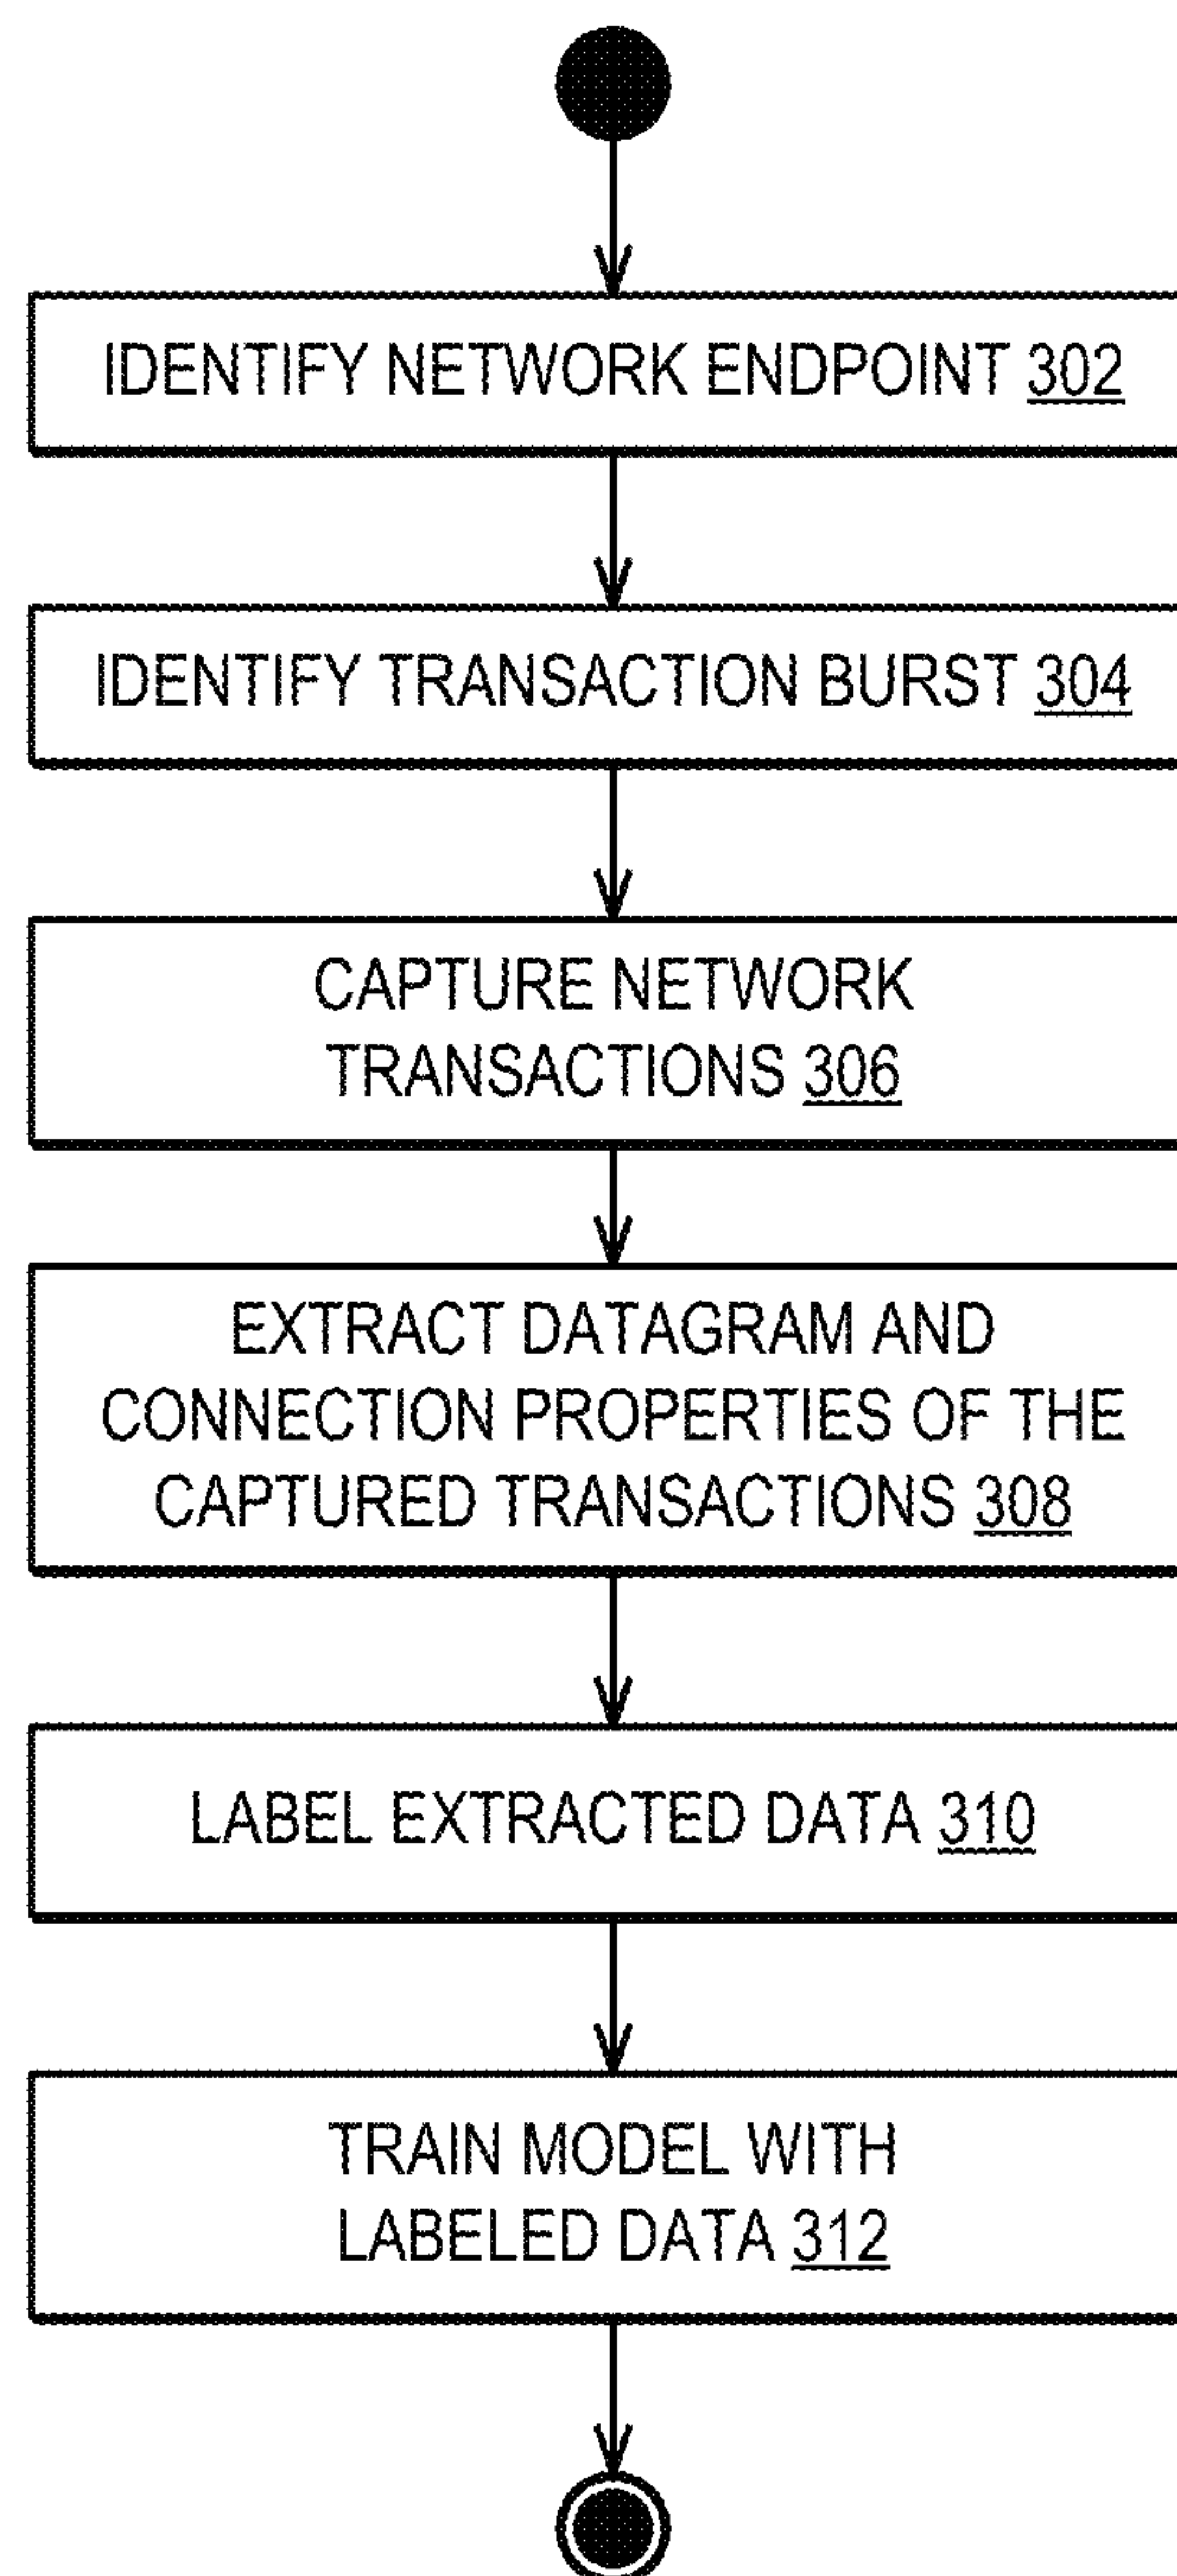 IDENTIFY NETWORK ENDPOINT 302
IDENTIFY TRANSACTION BURST 304
CAPTURE NETWORK
TRANSACTIONS 306
EXTRACT DATAGRAM AND
CONNECTION PROPERTIES OF THE
CAPTURED TRANSACTIONS 308
LABEL EXTRACTED DATA 310
TRAIN MODEL WITH
LABELED DATA 312